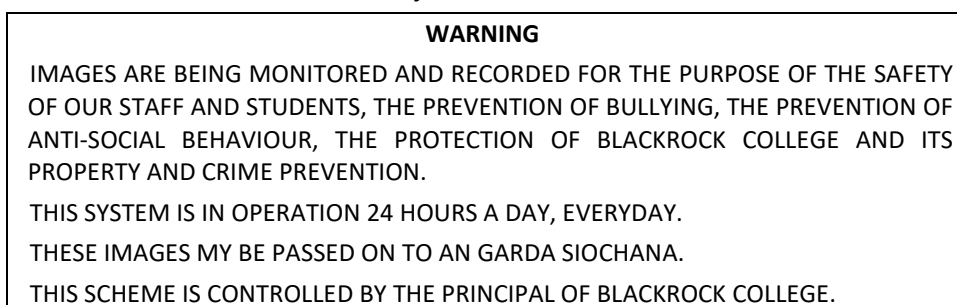 WARNING
IMAGES ARE BEING MONITORED AND RECORDED FOR THE PURPOSE OF THE SAFETY
OF OUR STAFF AND STUDENTS, THE PREVENTION OF BULLYING, THE PREVENTION OF
ANTI-SOCIAL BEHAVIOUR, THE PROTECTION OF BLACKROCK COLLEGE AND ITS
PROPERTY AND CRIME PREVENTION.
THIS SYSTEM IS IN OPERATION 24 HOURS A DAY, EVERYDAY.
THESE IMAGES MY BE PASSED ON TO AN GARDA SIOCHANA.
THIS SCHEME IS CONTROLLED BY THE PRINCIPAL OF BLACKROCK COLLEGE.